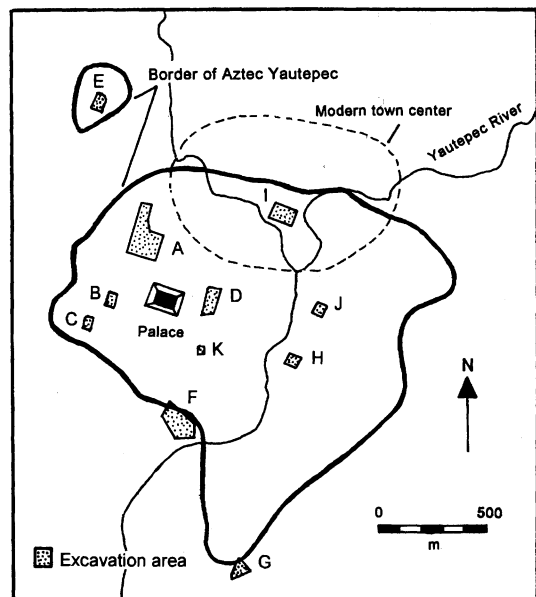 E
Border of Aztec Yautepec
Modern town center
Yautepec River
I
A
B
D
J
C
Palace
K
H
N
F
0 500
m
G
Excavation area